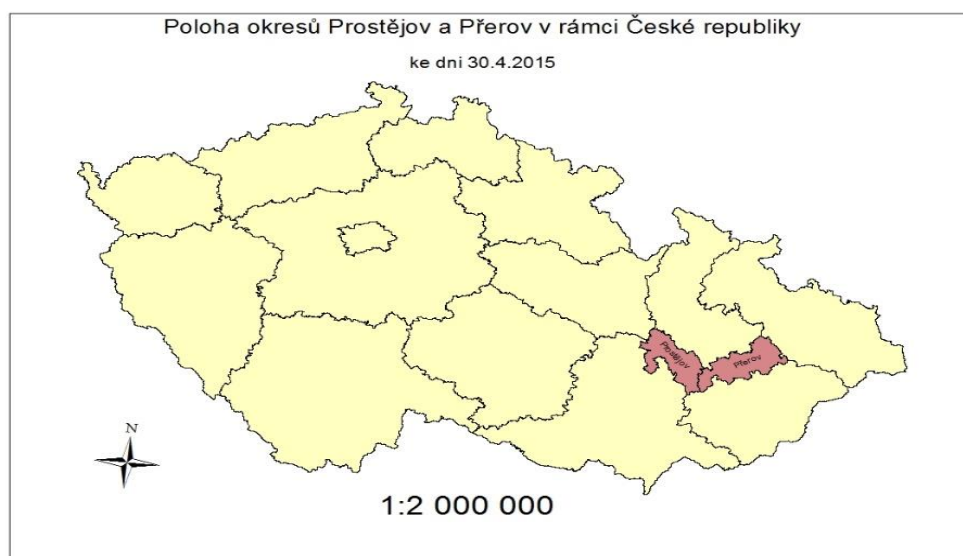 Poloha okresů Prostějov a Přerov v rámci České republiky
ke dni 30.4.2015
Prostějov
Přerov
N
1:2 000 000